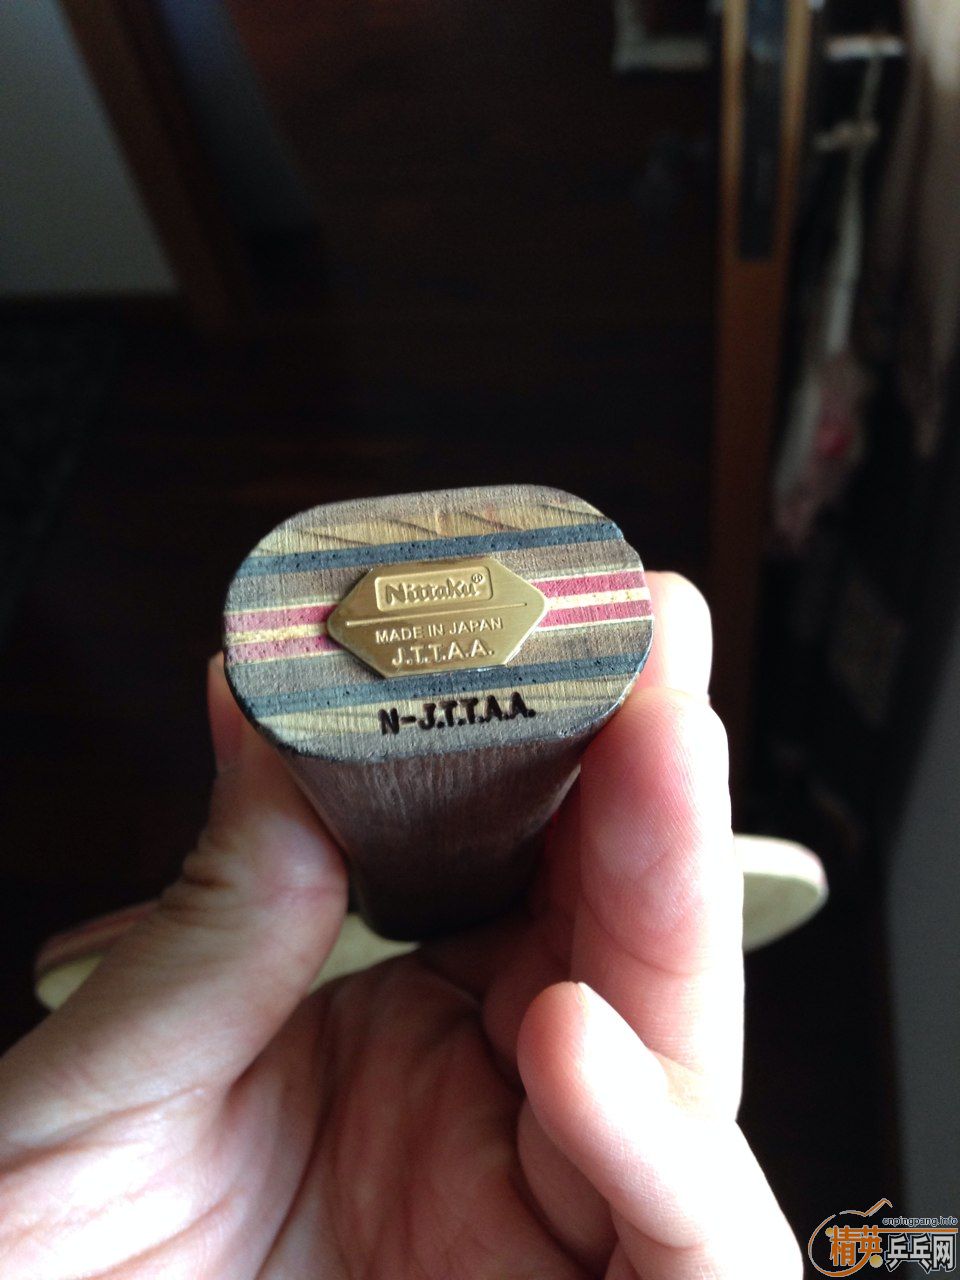 Nittaku®
MADE IN JAPAN
J.T.T.A.A.
N-J.T.T.A.A.
cnpingpang.info
精英乒乓网